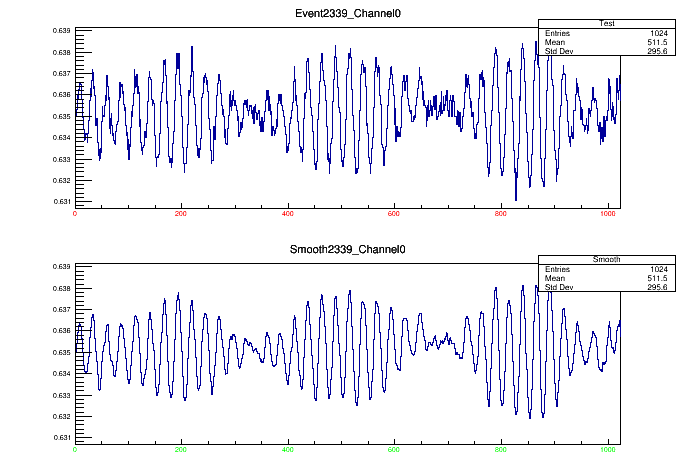 Event2339_Channel0
Test
Entries 1024
Mean 511.5
Std Dev 295.6
0.639
0.638
0.637
0.636
0.635
0.634
0.633
0.632
0.631
0 200 400 600 800 1000
Smooth2339_Channel0
Smooth
Entries 1024
Mean 511.5
Std Dev 295.6
0.639
0.638
0.637
0.636
0.635
0.634
0.633
0.632
0.631
0 200 400 600 800 1000